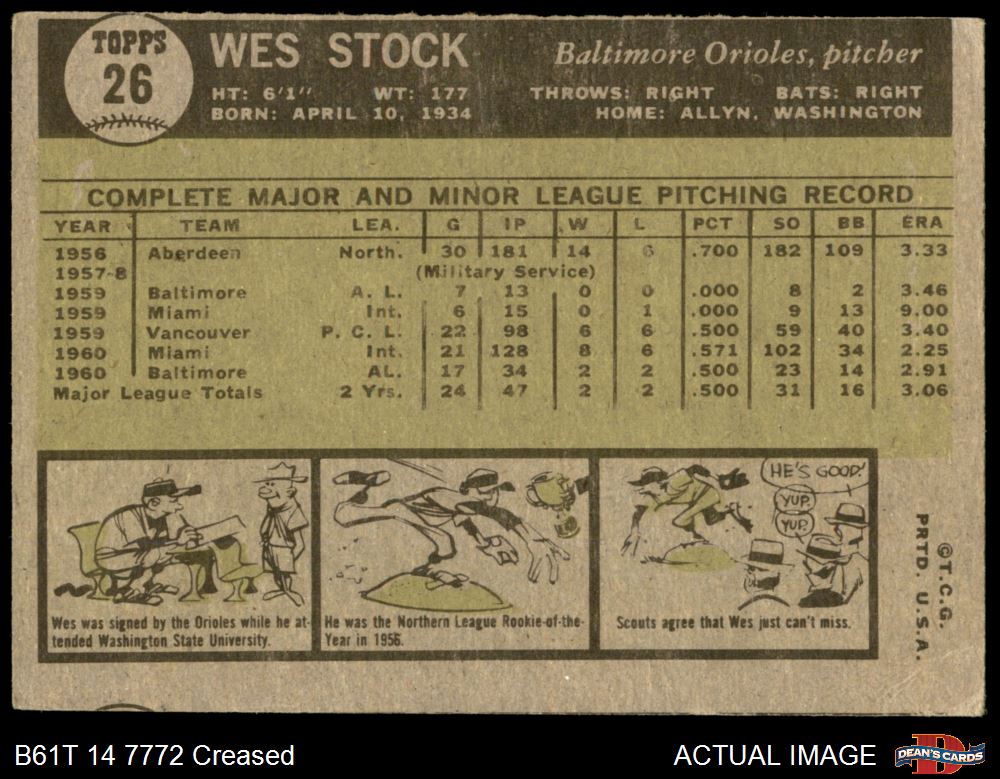 TOPPS
26
WES STOCK
Baltimore Orioles, pitcher
HT: 6'1" WT: 177 THROWS: RIGHT BATS: RIGHT
BORN: APRIL 10, 1934 HOME: ALLYN, WASHINGTON
COMPLETE MAJOR AND MINOR LEAGUE PITCHING RECORD
YEAR TEAM LEA. G IP W L PCT SO BB ERA
1956 Aberdeen North. 30 181 14 6 .700 182 109 3.33
1957-8 (Military Service)
1959 Baltimore A. L. 7 13 0 0 .000 8 2 3.46
1959 Miami Int. 6 15 0 1 .000 9 13 9.00
1959 Vancouver P. C. L. 22 98 6 6 .500 59 40 3.40
1960 Miami Int. 21 128 8 6 .571 102 34 2.25
1960 Baltimore AL. 17 34 2 2 .500 23 14 2.91
Major League Totals 2 Yrs. 24 47 2 2 .500 31 16 3.06
Wes was signed by the Orioles while he at-
tended Washington State University.
He was the Northern League Rookie-of-the-
Year in 1956.
HE'S GOOD!
YUP.
YUP.
Scouts agree that Wes just can't miss.
© T.C.G.
PRTD. U.S.A.
B61T 14 7772 Creased
ACTUAL IMAGE
DEAN'S CARDS